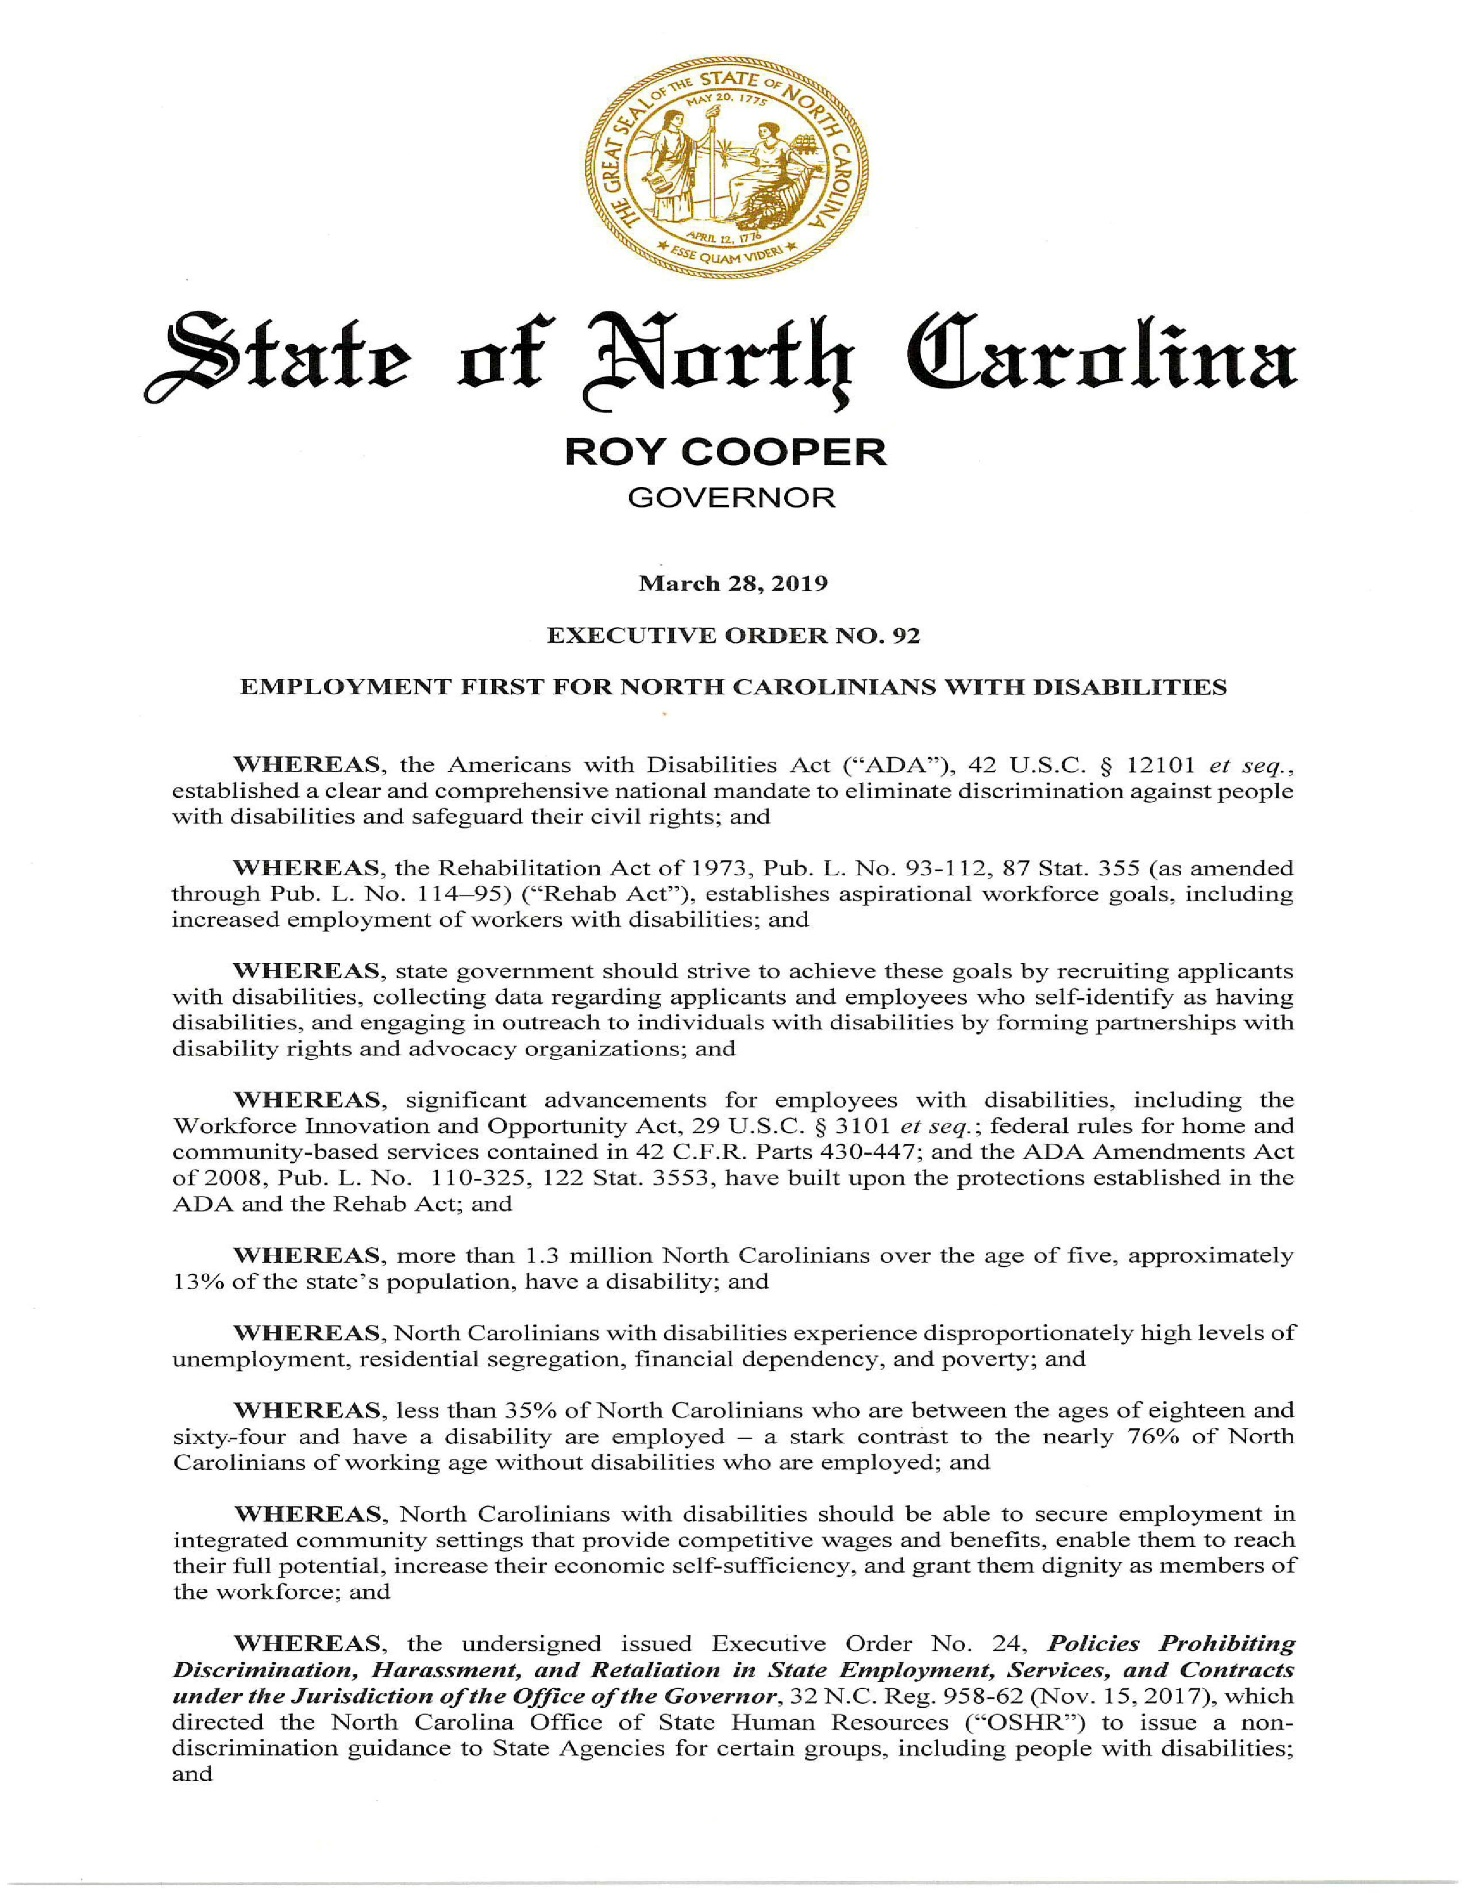 THE GREAT SEAL OF THE STATE OF NORTH CAROLINA
MAY 20, 1775
APRIL 12, 1776
★ ESSE QUAM VIDERI ★
State of North Carolina
ROY COOPER
GOVERNOR
March 28, 2019
EXECUTIVE ORDER NO. 92
EMPLOYMENT FIRST FOR NORTH CAROLINIANS WITH DISABILITIES
WHEREAS, the Americans with Disabilities Act (“ADA”), 42 U.S.C. § 12101 et seq.,
established a clear and comprehensive national mandate to eliminate discrimination against people
with disabilities and safeguard their civil rights; and
WHEREAS, the Rehabilitation Act of 1973, Pub. L. No. 93-112, 87 Stat. 355 (as amended
through Pub. L. No. 114–95) (“Rehab Act”), establishes aspirational workforce goals, including
increased employment of workers with disabilities; and
WHEREAS, state government should strive to achieve these goals by recruiting applicants
with disabilities, collecting data regarding applicants and employees who self-identify as having
disabilities, and engaging in outreach to individuals with disabilities by forming partnerships with
disability rights and advocacy organizations; and
WHEREAS, significant advancements for employees with disabilities, including the
Workforce Innovation and Opportunity Act, 29 U.S.C. § 3101 et seq.; federal rules for home and
community-based services contained in 42 C.F.R. Parts 430-447; and the ADA Amendments Act
of 2008, Pub. L. No. 110-325, 122 Stat. 3553, have built upon the protections established in the
ADA and the Rehab Act; and
WHEREAS, more than 1.3 million North Carolinians over the age of five, approximately
13% of the state’s population, have a disability; and
WHEREAS, North Carolinians with disabilities experience disproportionately high levels of
unemployment, residential segregation, financial dependency, and poverty; and
WHEREAS, less than 35% of North Carolinians who are between the ages of eighteen and
sixty-four and have a disability are employed – a stark contrast to the nearly 76% of North
Carolinians of working age without disabilities who are employed; and
WHEREAS, North Carolinians with disabilities should be able to secure employment in
integrated community settings that provide competitive wages and benefits, enable them to reach
their full potential, increase their economic self-sufficiency, and grant them dignity as members of
the workforce; and
WHEREAS, the undersigned issued Executive Order No. 24, Policies Prohibiting
Discrimination, Harassment, and Retaliation in State Employment, Services, and Contracts
under the Jurisdiction of the Office of the Governor, 32 N.C. Reg. 958-62 (Nov. 15, 2017), which
directed the North Carolina Office of State Human Resources (“OSHR”) to issue a non-
discrimination guidance to State Agencies for certain groups, including people with disabilities;
and